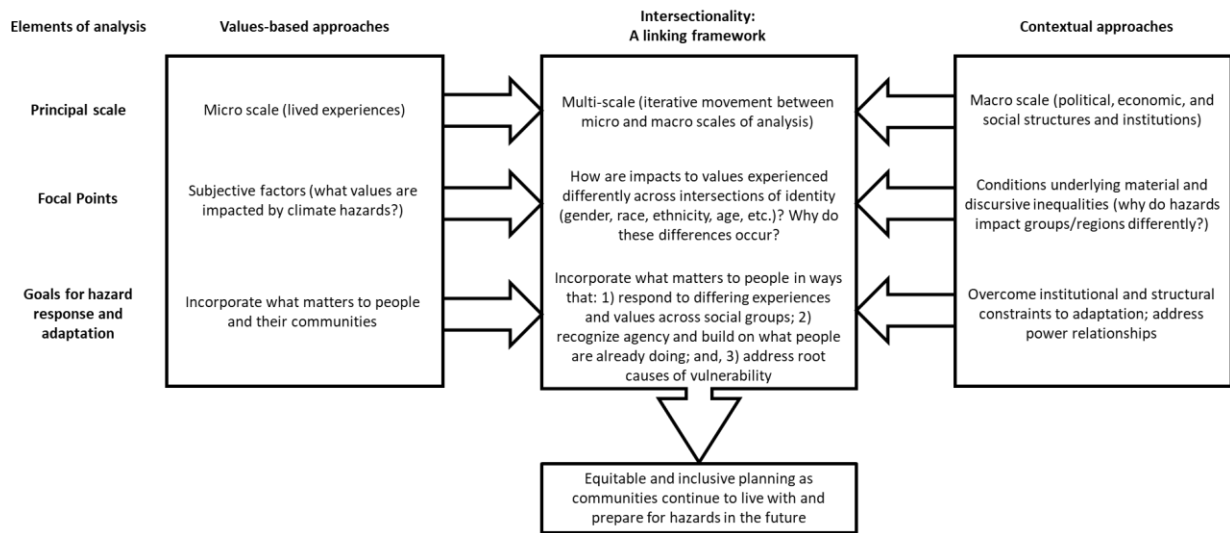 Elements of analysis
Values-based approaches
Intersectionality:
A linking framework
Contextual approaches
Principal scale
Micro scale (lived experiences)
Multi-scale (iterative movement between
micro and macro scales of analysis)
Macro scale (political, economic, and
social structures and institutions)
Focal Points
Subjective factors (what values are
impacted by climate hazards?)
How are impacts to values experienced
differently across intersections of identity
(gender, race, ethnicity, age, etc.)? Why do
these differences occur?
Conditions underlying material and
discursive inequalities (why do hazards
impact groups/regions differently?)
Goals for hazard
response and
adaptation
Incorporate what matters to people
and their communities
Incorporate what matters to people in ways
that: 1) respond to differing experiences
and values across social groups; 2)
recognize agency and build on what people
are already doing; and, 3) address root
causes of vulnerability
Overcome institutional and structural
constraints to adaptation; address
power relationships
Equitable and inclusive planning as
communities continue to live with and
prepare for hazards in the future